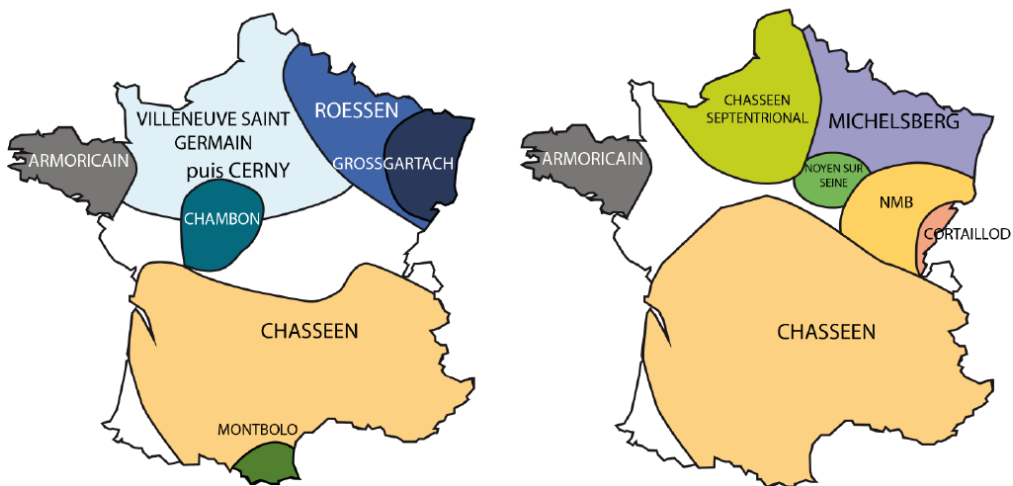 VILLENEUVE SAINT
GERMAIN
puis CERNY
ROESSEN
ARMORICAIN
GROSSGARTACH
CHAMBON
CHASSEEN
MONTBOLO
CHASSEEN
SEPTENTRIONAL
MICHELSBERG
ARMORICAIN
NOYEN SUR
SEINE
NMB
CORTAILLOD
CHASSEEN